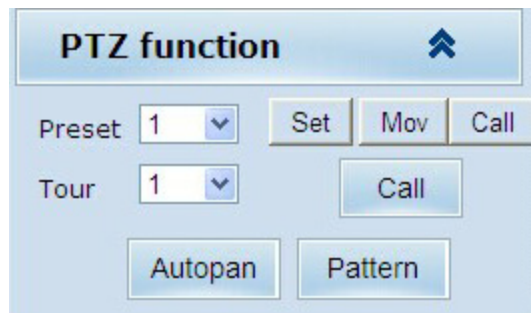 PTZ function
Preset 1 Set Mov Call
Tour 1 Call
Autopan Pattern